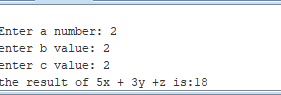 Enter a number: 2
enter b value: 2
enter c value: 2
the result of 5x + 3y +z is:18